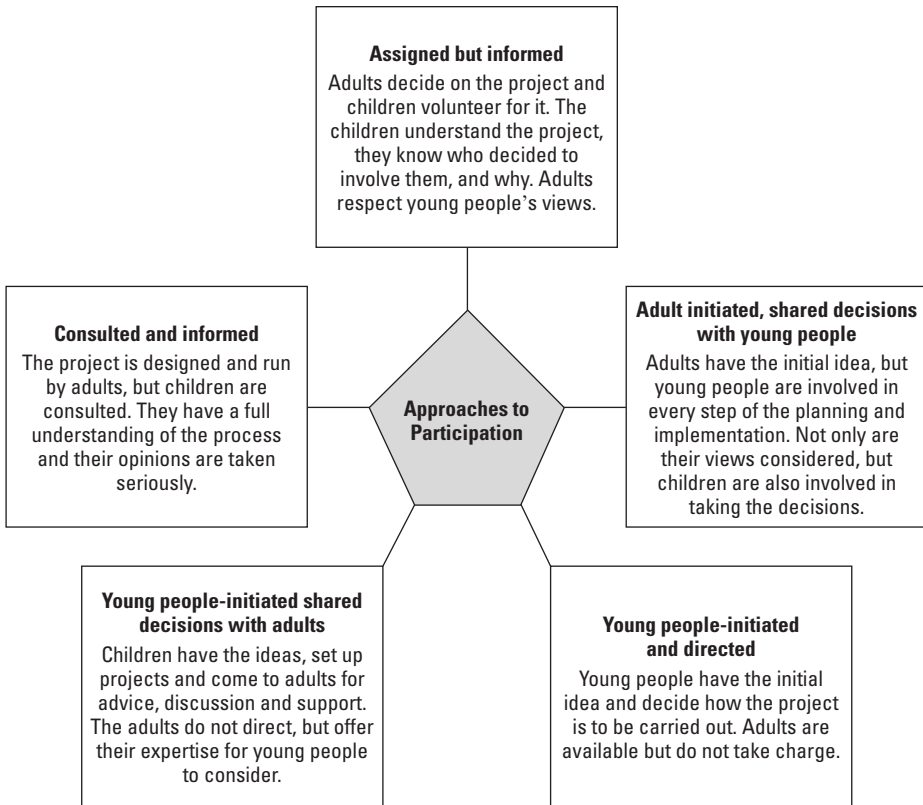 Assigned but informed
Adults decide on the project and
children volunteer for it. The
children understand the project,
they know who decided to
involve them, and why. Adults
respect young people’s views.
Consulted and informed
The project is designed and run
by adults, but children are
consulted. They have a full
understanding of the process
and their opinions are taken
seriously.
Approaches to
Participation
Adult initiated, shared decisions
with young people
Adults have the initial idea, but
young people are involved in
every step of the planning and
implementation. Not only are
their views considered, but
children are also involved in
taking the decisions.
Young people-initiated shared
decisions with adults
Children have the ideas, set up
projects and come to adults for
advice, discussion and support.
The adults do not direct, but offer
their expertise for young people
to consider.
Young people-initiated
and directed
Young people have the initial
idea and decide how the project
is to be carried out. Adults are
available but do not take charge.